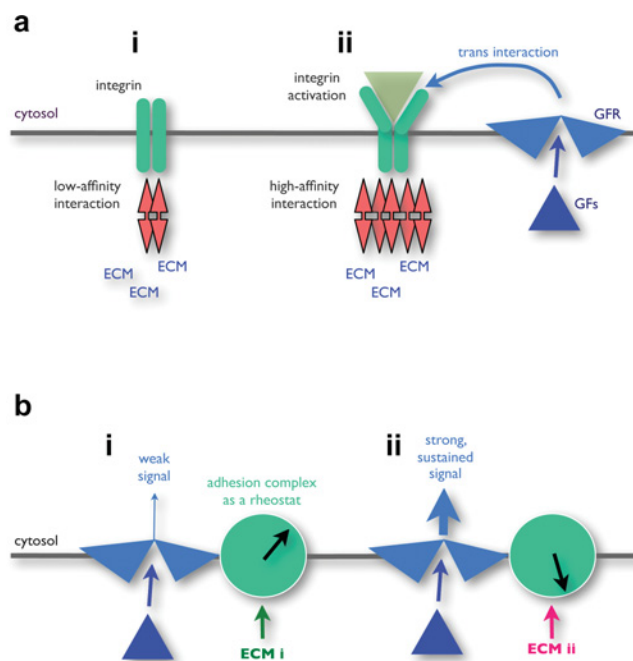 a
i
ii
trans interaction
integrin
integrin
activation
cytosol
GFR
low-affinity
interaction
high-affinity
interaction
GFs
ECM
ECM
ECM
ECM
ECM
ECM
b
i
ii
weak
signal
adhesion complex
as a rheostat
strong,
sustained
signal
cytosol
ECM i
ECM ii